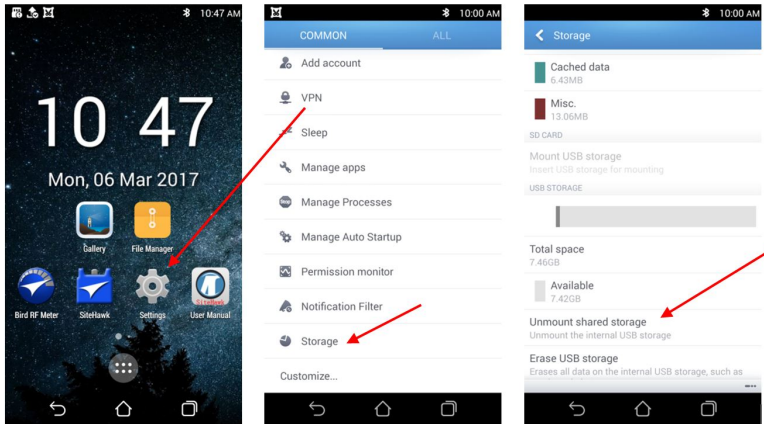 10:47 AM
10 47
Mon, 06 Mar 2017
Gallery
File Manager
Bird RF Meter
SiteHawk
Settings
SiteHawk
User Manual
10:00 AM
COMMON
ALL
Add account
VPN
Sleep
Manage apps
Stop
Manage Processes
Manage Auto Startup
Permission monitor
Notification Filter
Storage
Customize...
10:00 AM
Storage
Cached data
6.43MB
Misc.
13.06MB
SD CARD
Mount USB storage
Insert USB storage for mounting
USB STORAGE
Total space
7.46GB
Available
7.42GB
Unmount shared storage
Unmount the internal USB storage
Erase USB storage
Erases all data on the internal USB storage, such as